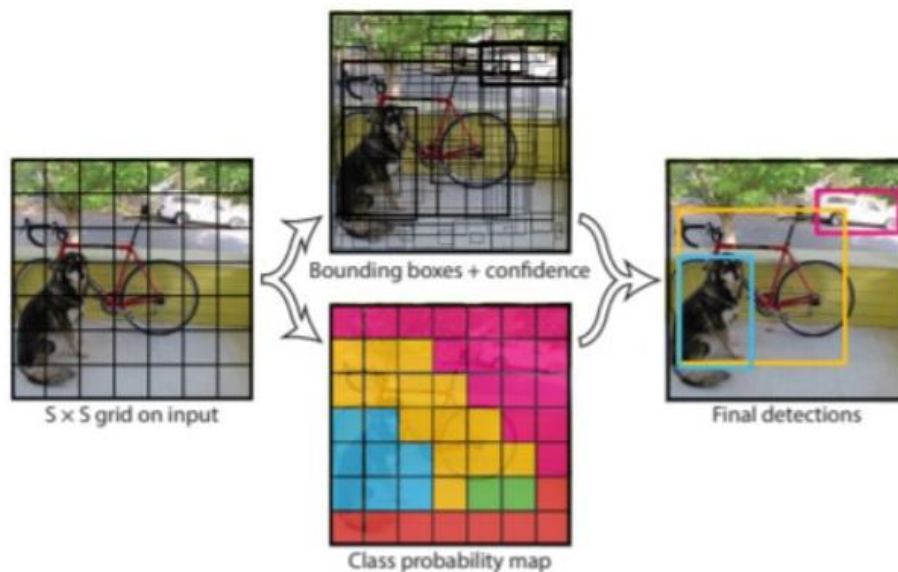 Bounding boxes + confidence
S × S grid on input
Final detections
Class probability map